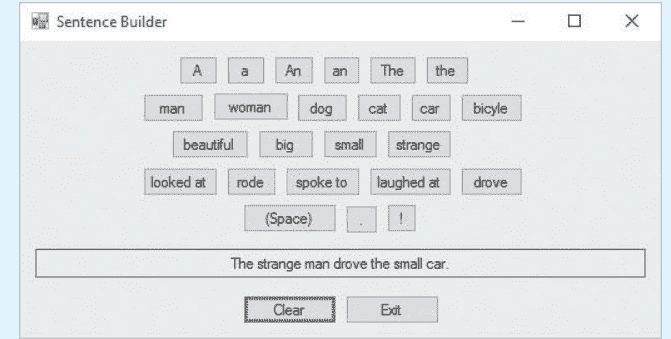 Sentence Builder
A a An an The the
man woman dog cat car bicyle
beautiful big small strange
looked at rode spoke to laughed at drove
(Space) . !
The strange man drove the small car.
Clear Exit